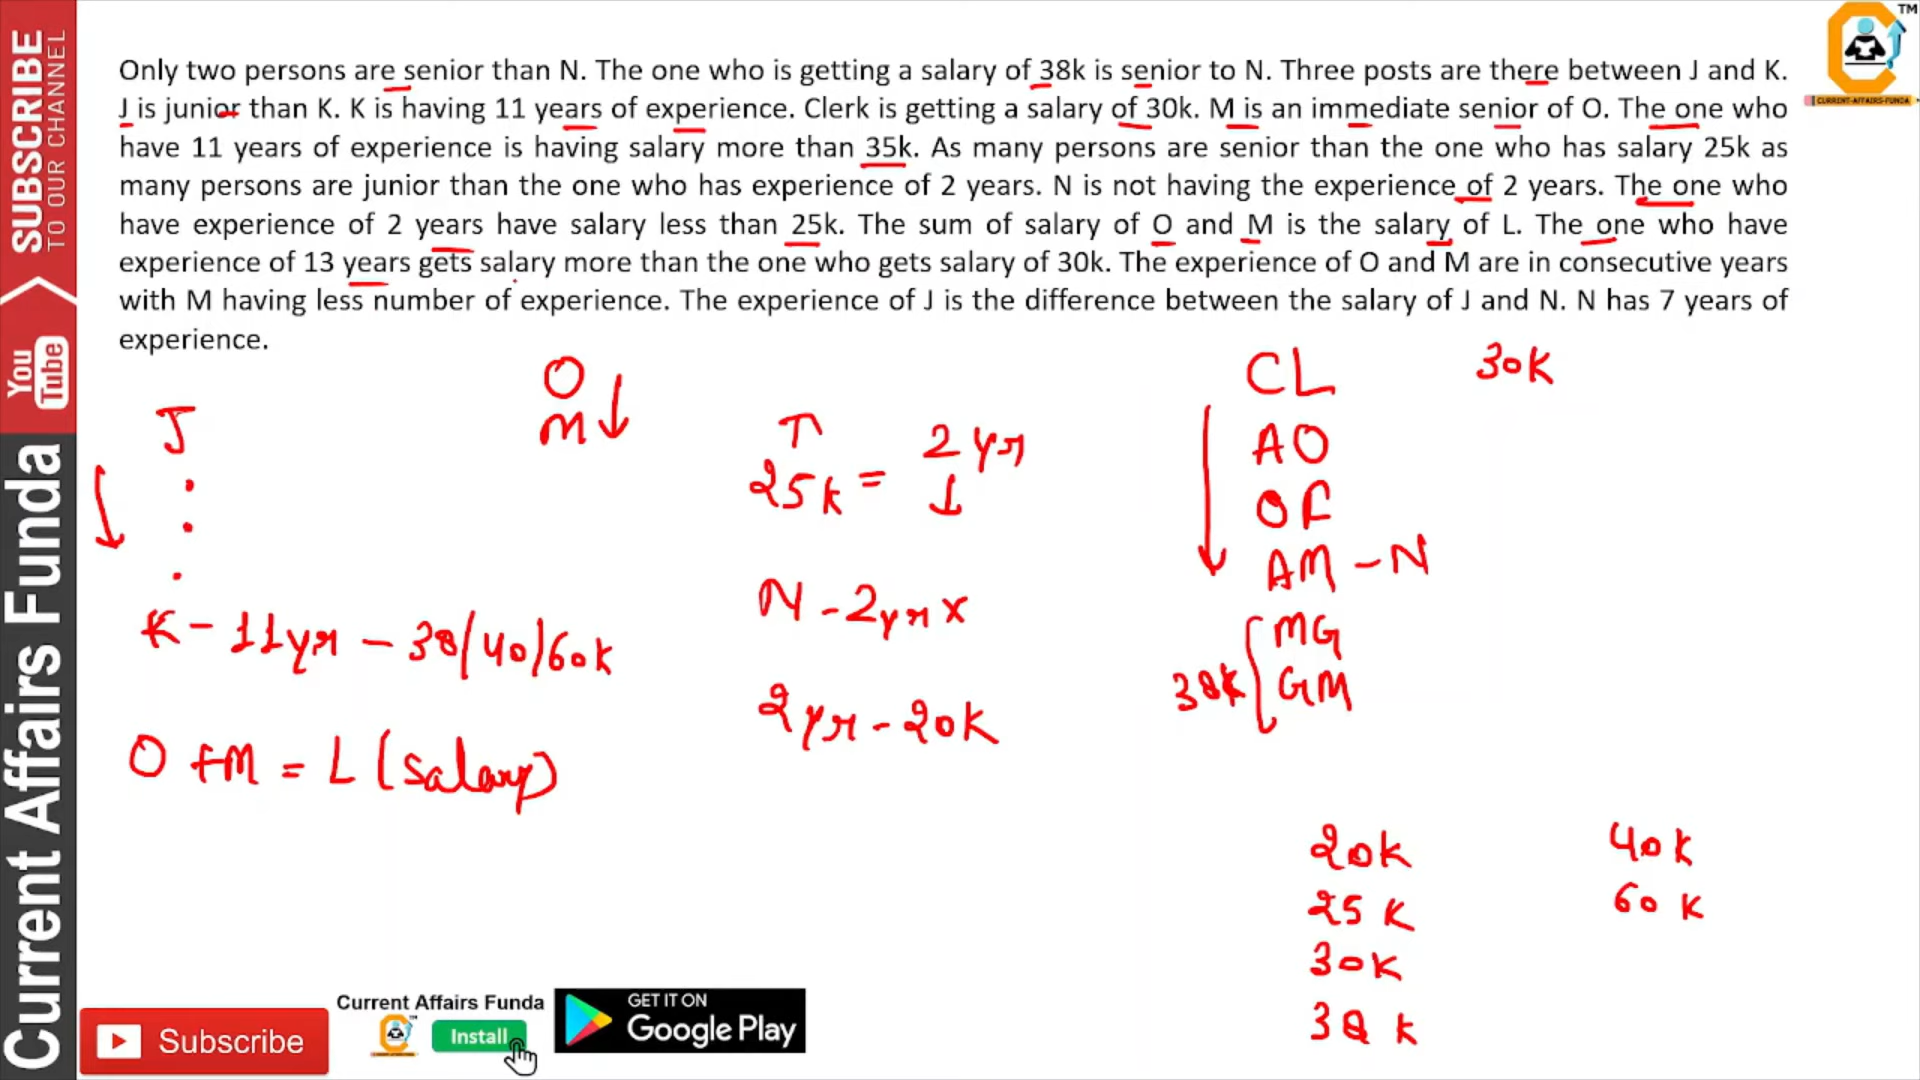 SUBSCRIBE
TO OUR CHANNEL
You
Tube
Current Affairs Funda
TM
CURRENT-AFFAIRS-FUNDA
Only two persons are senior than N. The one who is getting a salary of 38k is senior to N. Three posts are there between J and K.
J is junior than K. K is having 11 years of experience. Clerk is getting a salary of 30k. M is an immediate senior of O. The one who
have 11 years of experience is having salary more than 35k. As many persons are senior than the one who has salary 25k as
many persons are junior than the one who has experience of 2 years. N is not having the experience of 2 years. The one who
have experience of 2 years have salary less than 25k. The sum of salary of O and M is the salary of L. The one who have
experience of 13 years gets salary more than the one who gets salary of 30k. The experience of O and M are in consecutive years
with M having less number of experience. The experience of J is the difference between the salary of J and N. N has 7 years of
experience.
J
K - 11yr - 38/40/60k
O + M = L (salary)
O
M
25k = 2yr
N - 2yr x
2yr - 20k
CL 30k
AO
OF
AM - N
MG
38k GM
20k 40k
25k 60k
30k
38k
Subscribe
Current Affairs Funda
Install
GET IT ON
Google Play